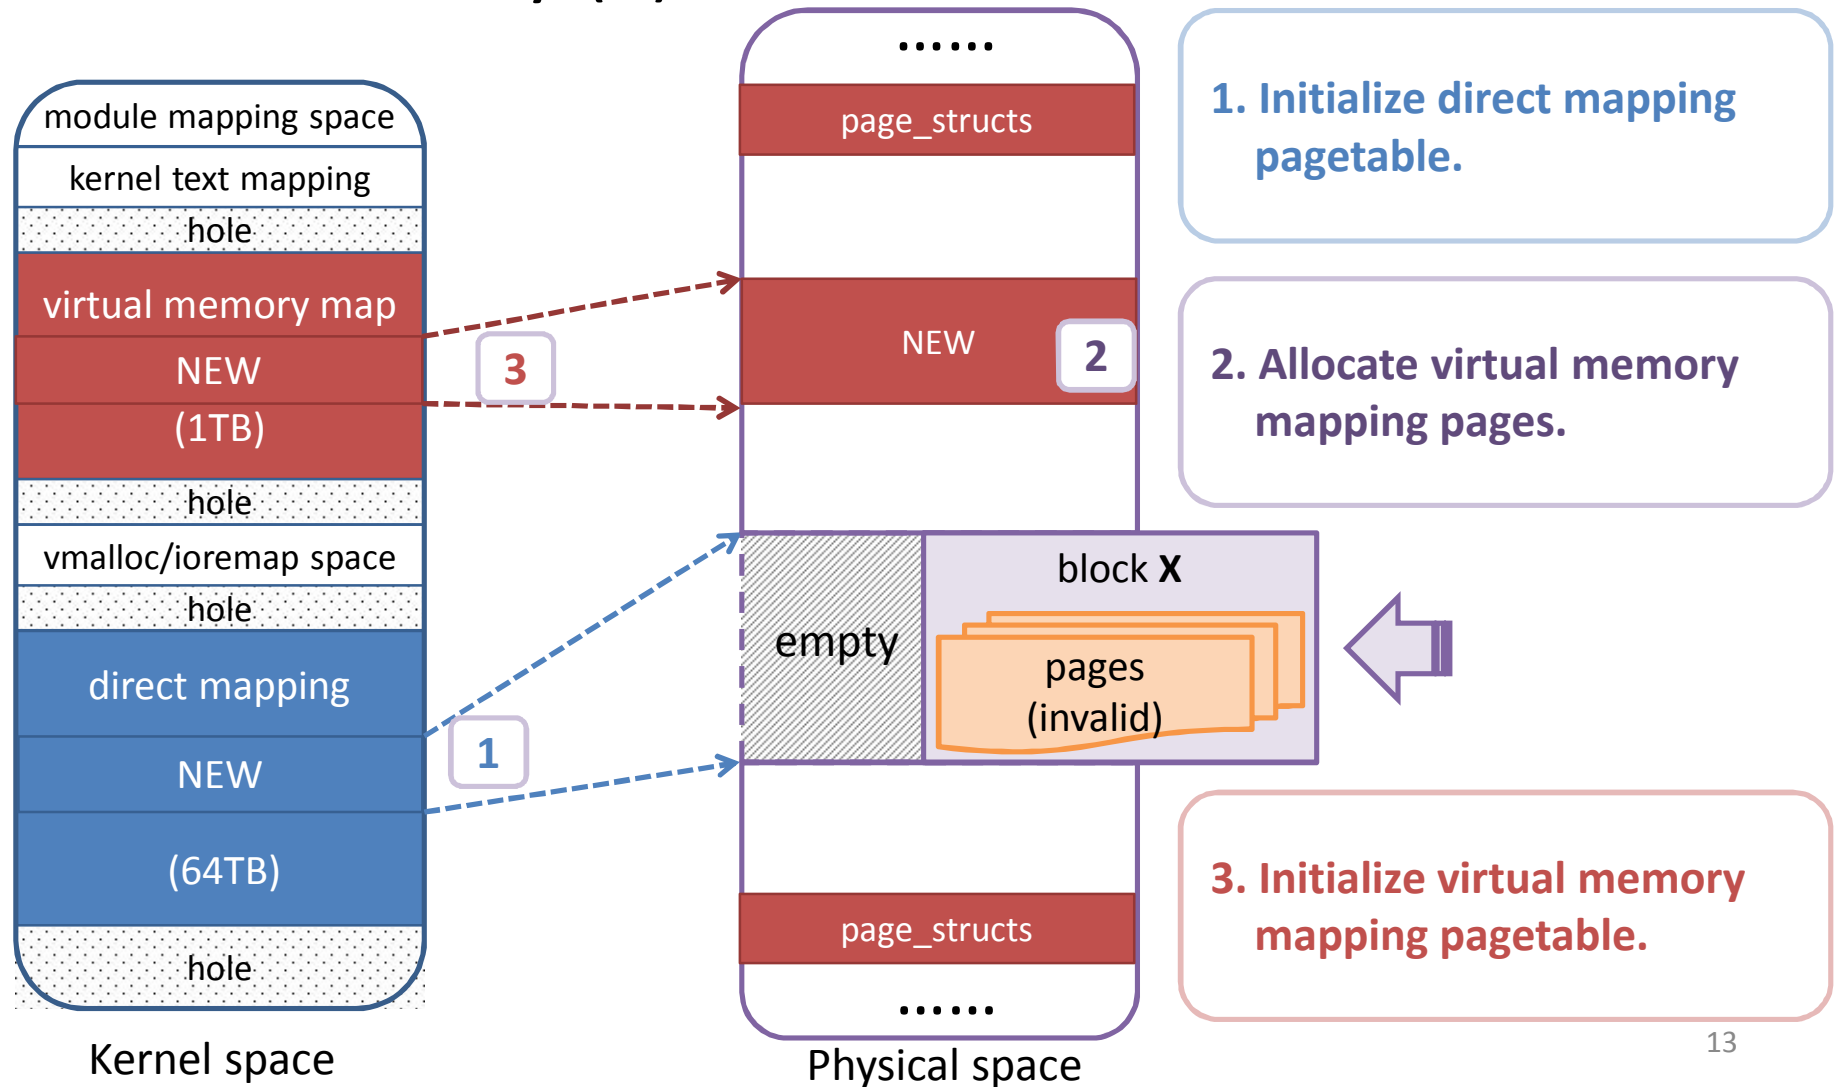 module mapping space
kernel text mapping
hole
virtual memory map
NEW
(1TB)
hole
vmalloc/ioremap space
hole
direct mapping
NEW
(64TB)
hole
Kernel space
3
1
......
page_structs
NEW
2
empty
block X
pages
(invalid)
page_structs
......
Physical space
1. Initialize direct mapping
pagetable.
2. Allocate virtual memory
mapping pages.
3. Initialize virtual memory
mapping pagetable.
13